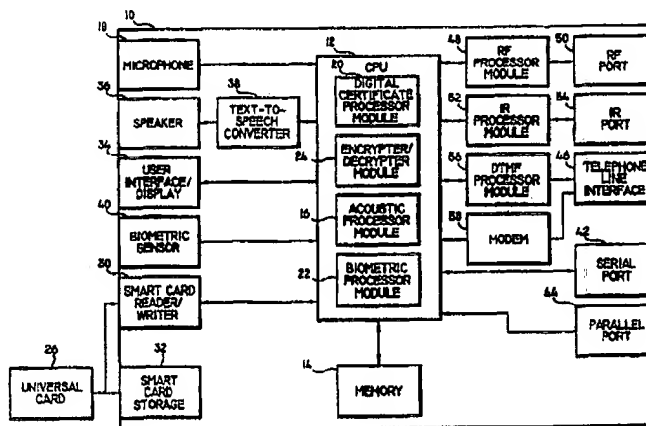 10
18
MICROPHONE
36
SPEAKER
38
TEXT-TO-
SPEECH
CONVERTER
34
USER
INTERFACE/
DISPLAY
40
BIOMETRIC
SENSOR
30
SMART CARD
READER/
WRITER
26
UNIVERSAL
CARD
32
SMART
CARD
STORAGE
12
CPU
20
DIGITAL
CERTIFICATE
PROCESSOR
MODULE
24
ENCRYPTER/
DECRYPTER
MODULE
16
ACOUSTIC
PROCESSOR
MODULE
22
BIOMETRIC
PROCESSOR
MODULE
14
MEMORY
48
RF
PROCESSOR
MODULE
50
RF
PORT
52
IR
PROCESSOR
MODULE
54
IR
PORT
56
DTMF
PROCESSOR
MODULE
46
TELEPHONE
LINE
INTERFACE
58
MODEM
42
SERIAL
PORT
44
PARALLEL
PORT